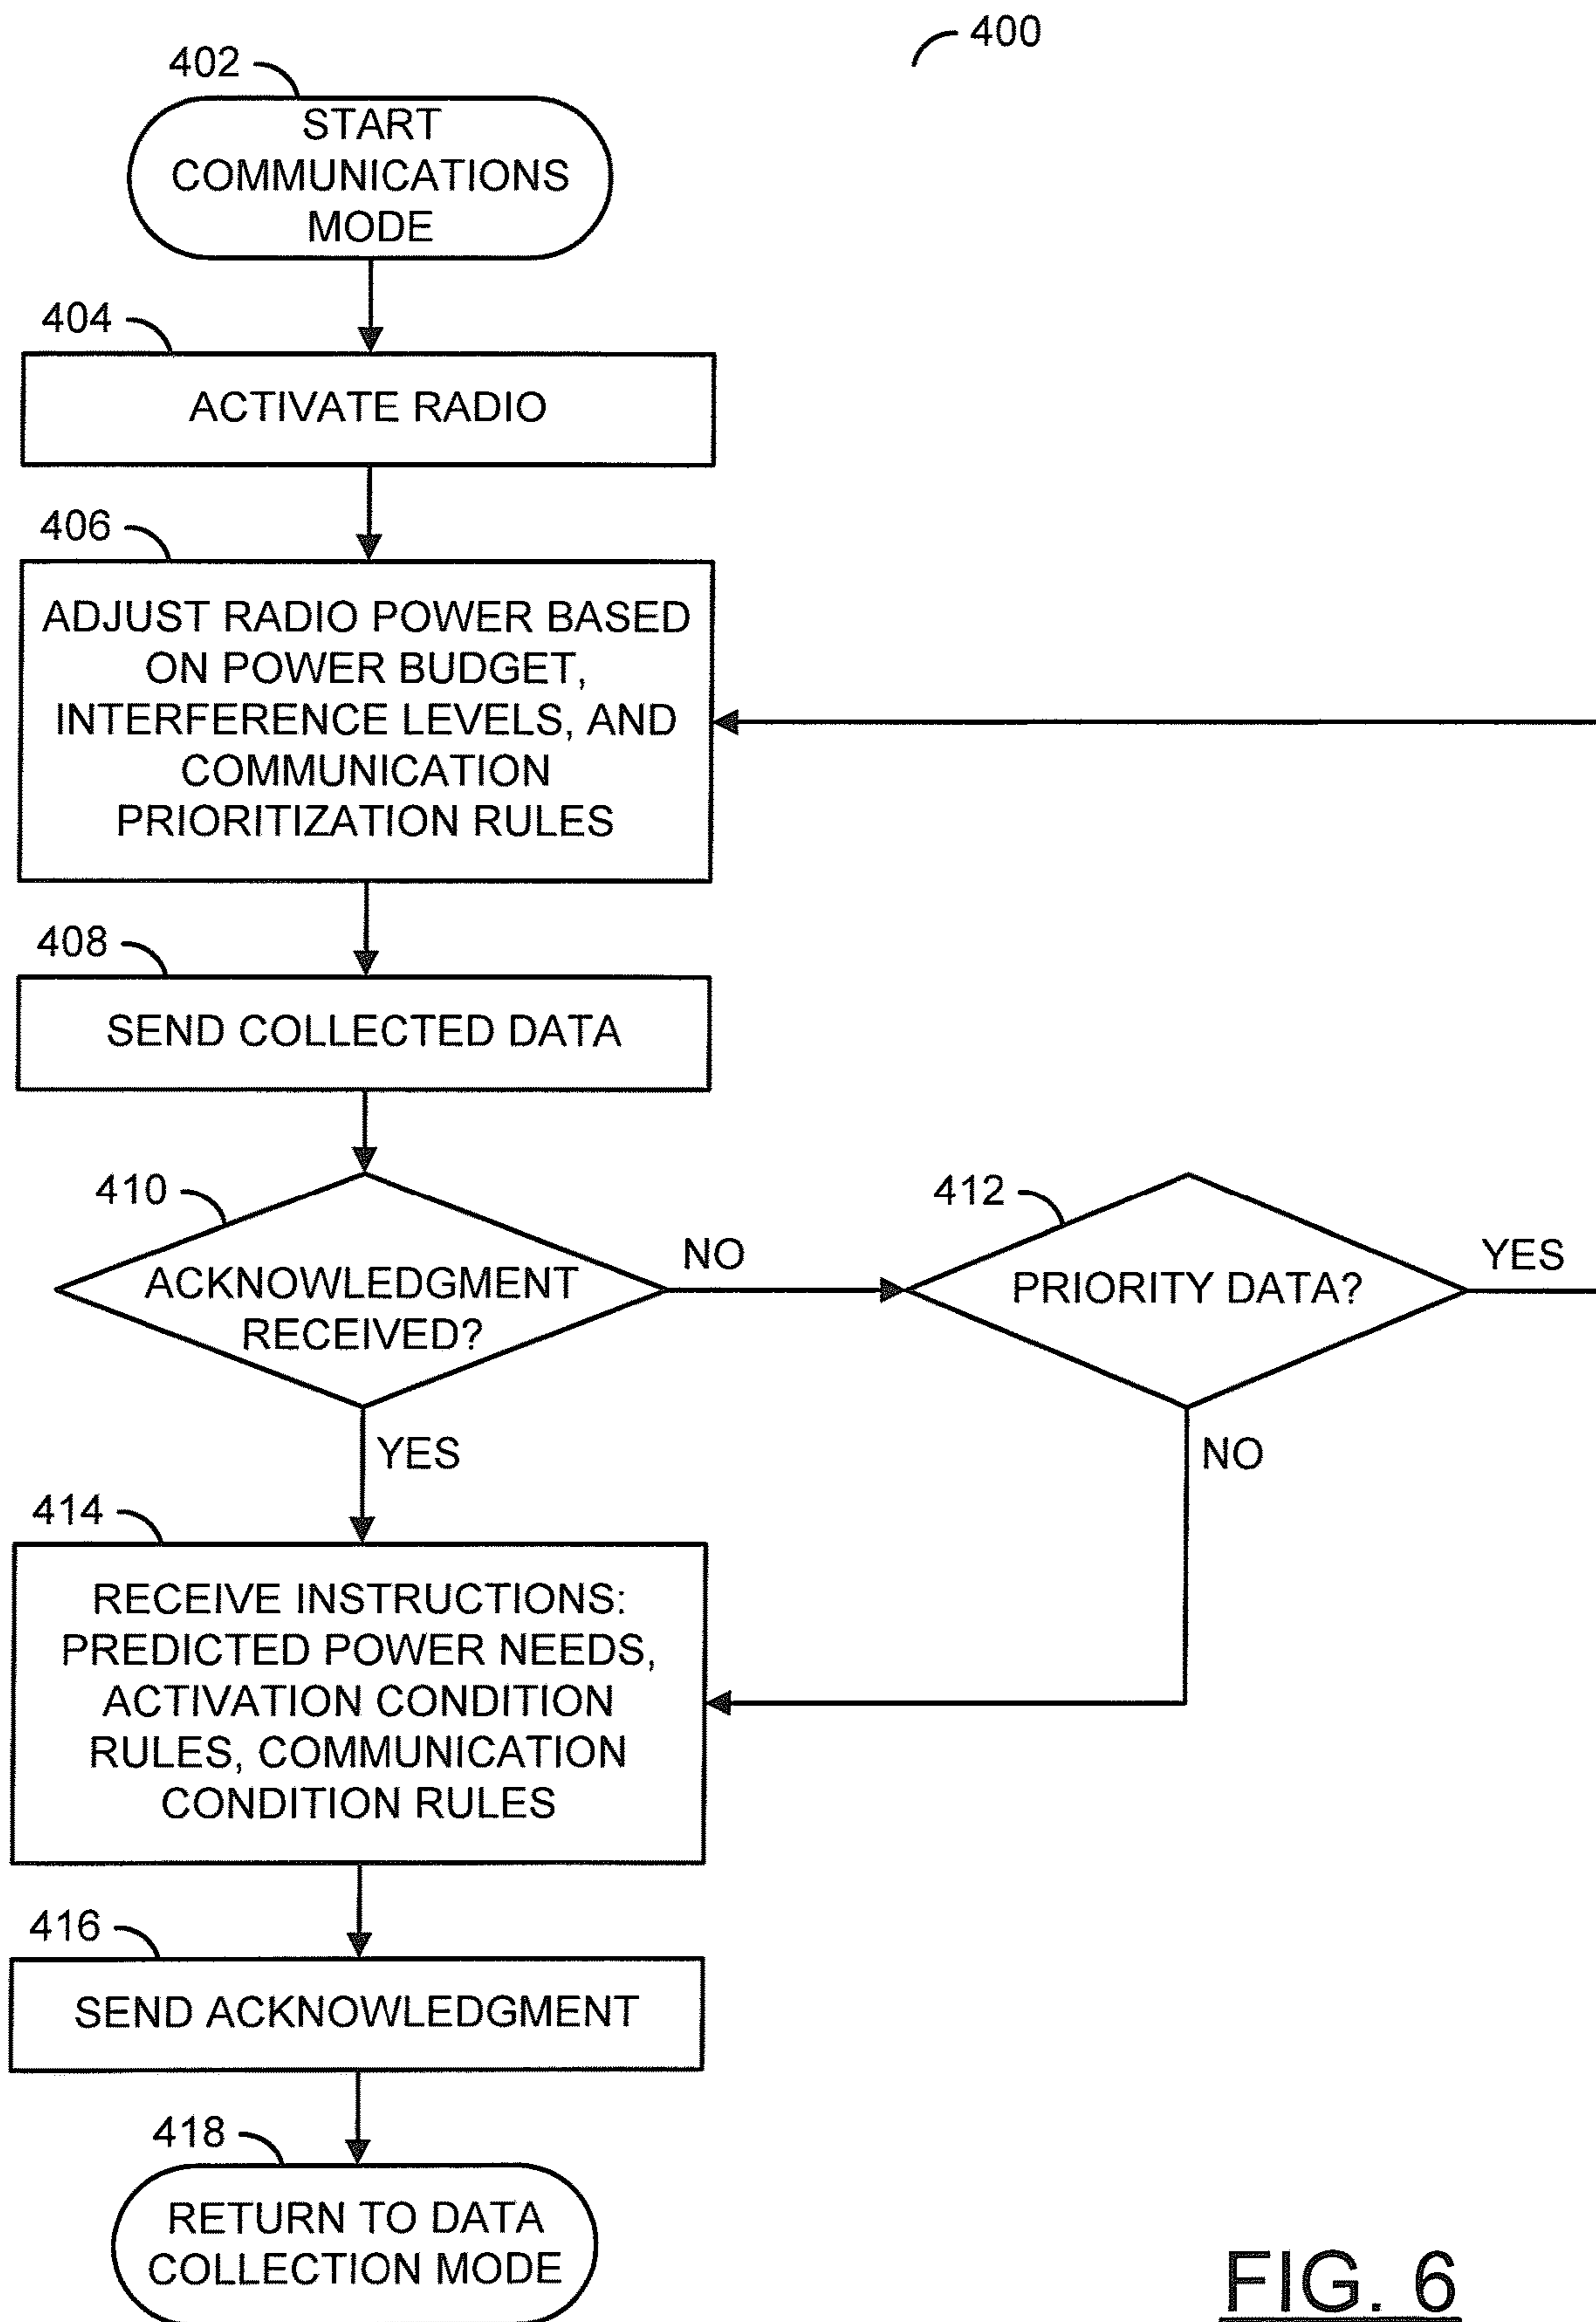 400
402
START
COMMUNICATIONS
MODE
404
ACTIVATE RADIO
406
ADJUST RADIO POWER BASED
ON POWER BUDGET,
INTERFERENCE LEVELS, AND
COMMUNICATION
PRIORITIZATION RULES
408
SEND COLLECTED DATA
410
ACKNOWLEDGMENT
RECEIVED?
NO
412
PRIORITY DATA?
YES
YES
NO
414
RECEIVE INSTRUCTIONS:
PREDICTED POWER NEEDS,
ACTIVATION CONDITION
RULES, COMMUNICATION
CONDITION RULES
416
SEND ACKNOWLEDGMENT
418
RETURN TO DATA
COLLECTION MODE
FIG. 6